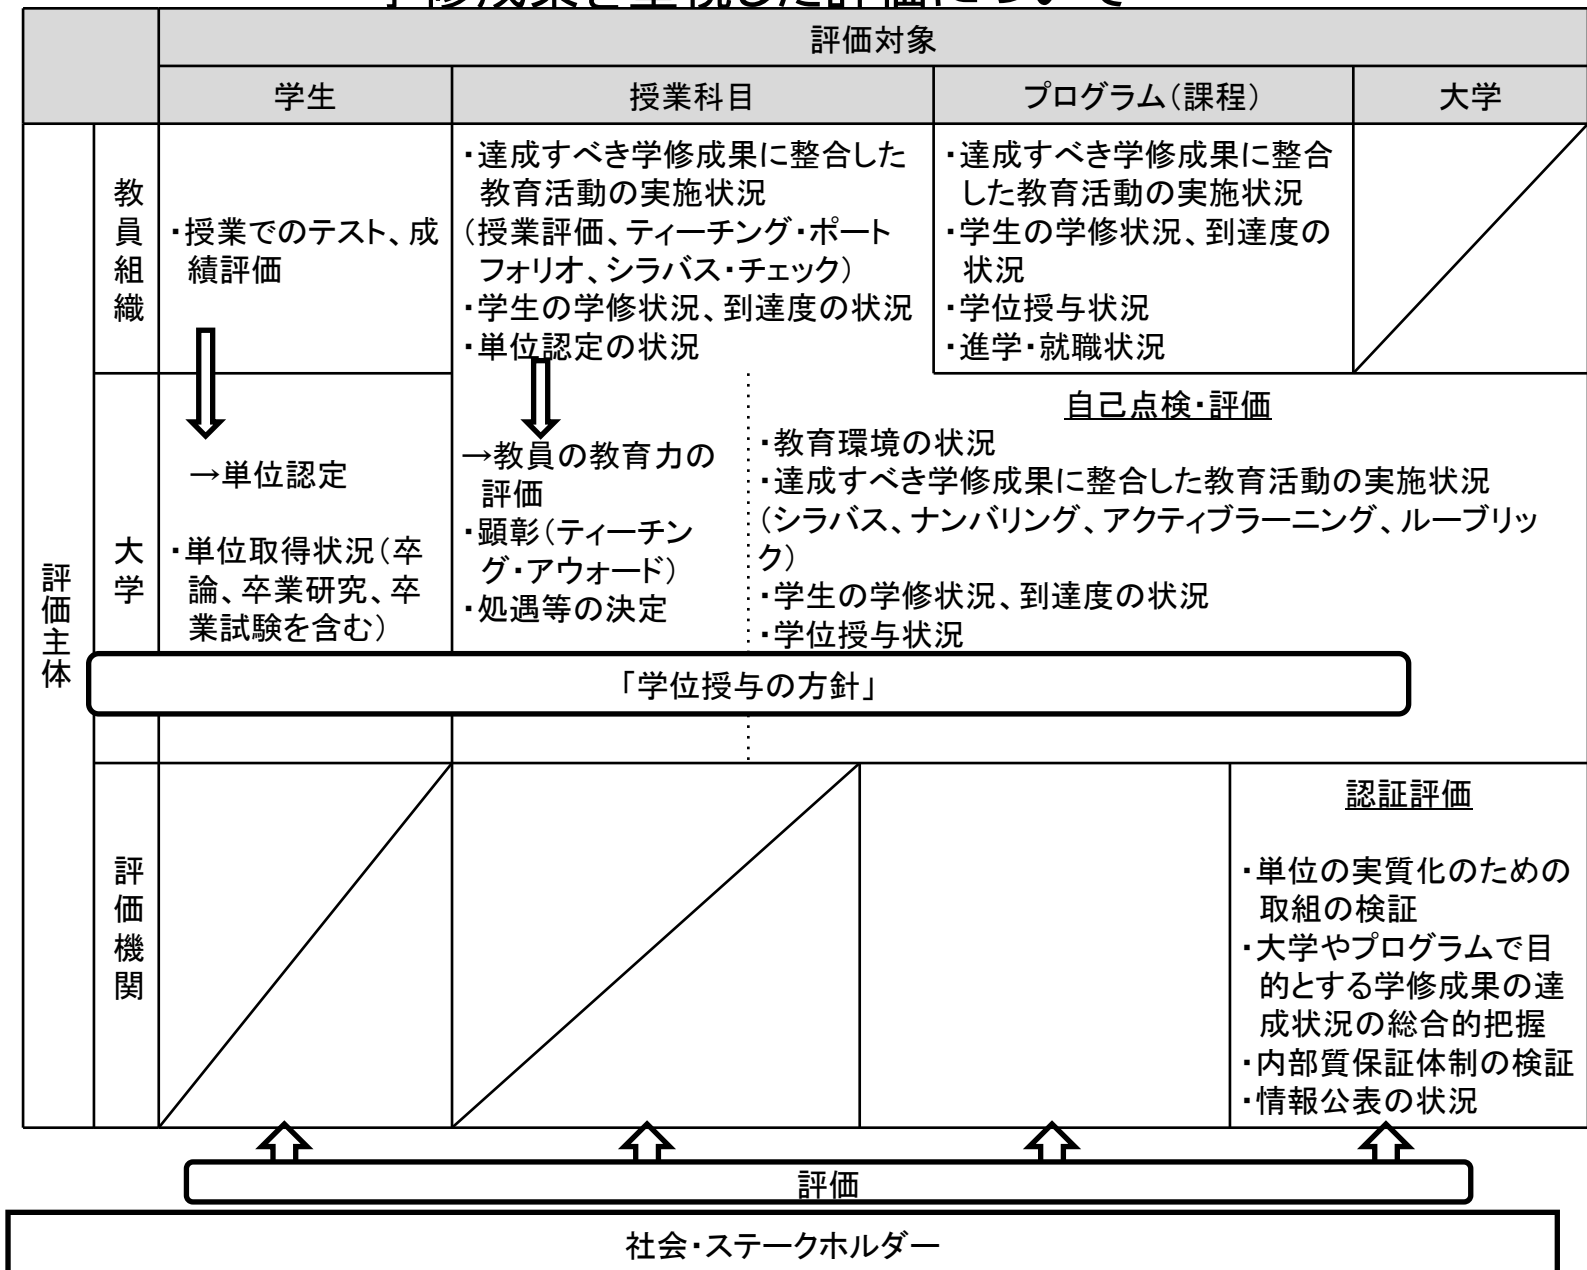 学修成果を重視した評価について
評価対象
学生
授業科目
プログラム(課程)
大学
評価主体
教員組織
・授業でのテスト、成
績評価
・達成すべき学修成果に整合した
教育活動の実施状況
(授業評価、ティーチング・ポート
フォリオ、シラバス・チェック)
・学生の学修状況、到達度の状況
・単位認定の状況
・達成すべき学修成果に整合
した教育活動の実施状況
・学生の学修状況、到達度の
状況
・学位授与状況
・進学・就職状況
大学
→単位認定
・単位取得状況(卒
論、卒業研究、卒
業試験を含む)
→教員の教育力の
評価
・顕彰(ティーチン
グ・アウォード)
・処遇等の決定
自己点検・評価
・教育環境の状況
・達成すべき学修成果に整合した教育活動の実施状況
(シラバス、ナンバリング、アクティブラーニング、ルーブリッ
ク)
・学生の学修状況、到達度の状況
・学位授与状況
「学位授与の方針」
評価機関
認証評価
・単位の実質化のための
取組の検証
・大学やプログラムで目
的とする学修成果の達
成状況の総合的把握
・内部質保証体制の検証
・情報公表の状況
評価
社会・ステークホルダー